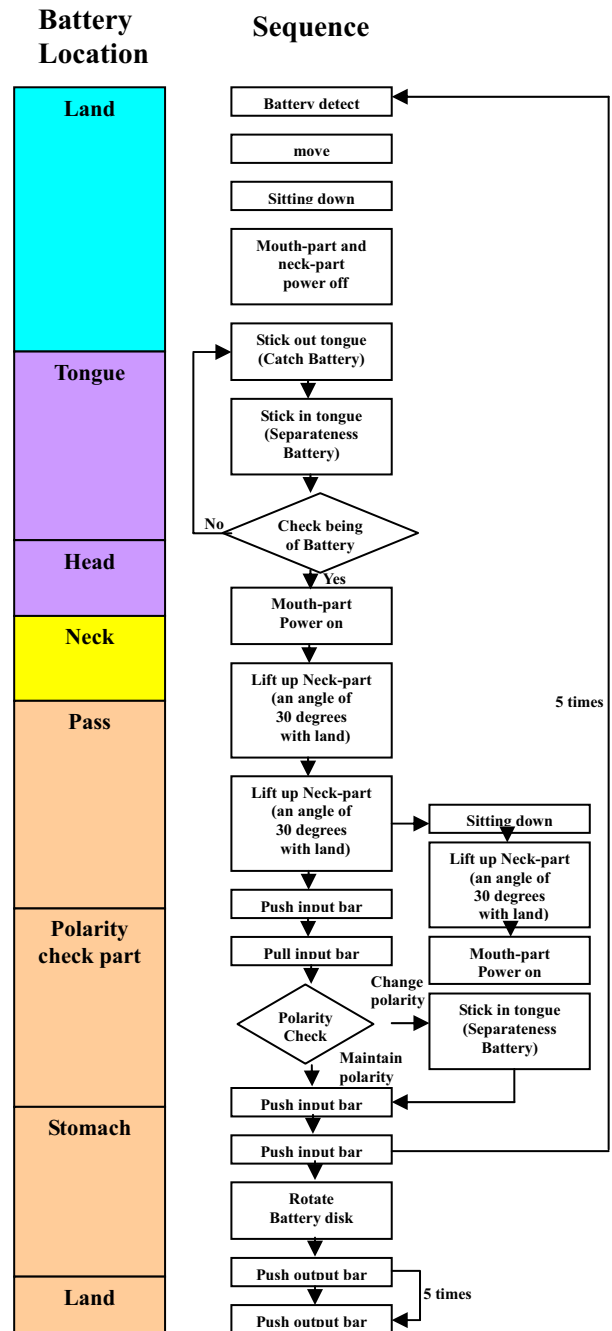 Battery
Location
Sequence
Land
Battery detect
move
Sitting down
Mouth-part and
neck-part
power off
Stick out tongue
(Catch Battery)
Tongue
Stick in tongue
(Separateness
Battery)
No
Check being
of Battery
Head
Yes
Mouth-part
Power on
Neck
Lift up Neck-part
(an angle of
30 degrees
with land)
5 times
Pass
Lift up Neck-part
(an angle of
30 degrees
with land)
Sitting down
Lift up Neck-part
(an angle of
30 degrees
with land)
Push input bar
Polarity
check part
Pull input bar
Mouth-part
Power on
Change
polarity
Polarity
Check
Stick in tongue
(Separateness
Battery)
Maintain
polarity
Push input bar
Stomach
Push input bar
Rotate
Battery disk
Push output bar
Land
5 times
Push output bar